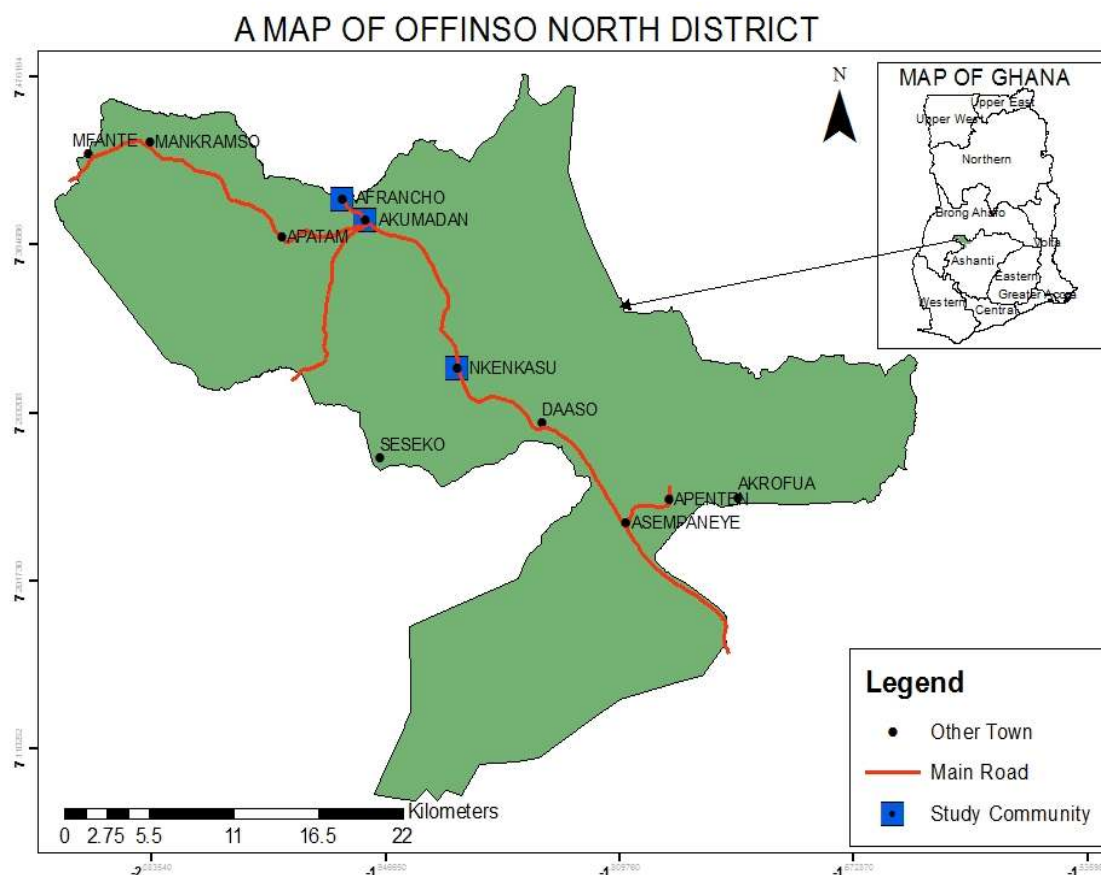 A MAP OF OFFINSO NORTH DISTRICT
N
MAP OF GHANA
Upper East
Upper West
Northern
Brong Ahafo
Volta
Ashanti
Eastern
Greater Accra
Western
Central
MFANTE
MANKRAMSO
AFRANCHO
AKUMADAN
APATAM
NKENKASU
DAASO
SESEKO
AKROFUA
APENTEN
ASEMPANEYE
Legend
Other Town
Main Road
Study Community
Kilometers
0 2.75 5.5 11 16.5 22